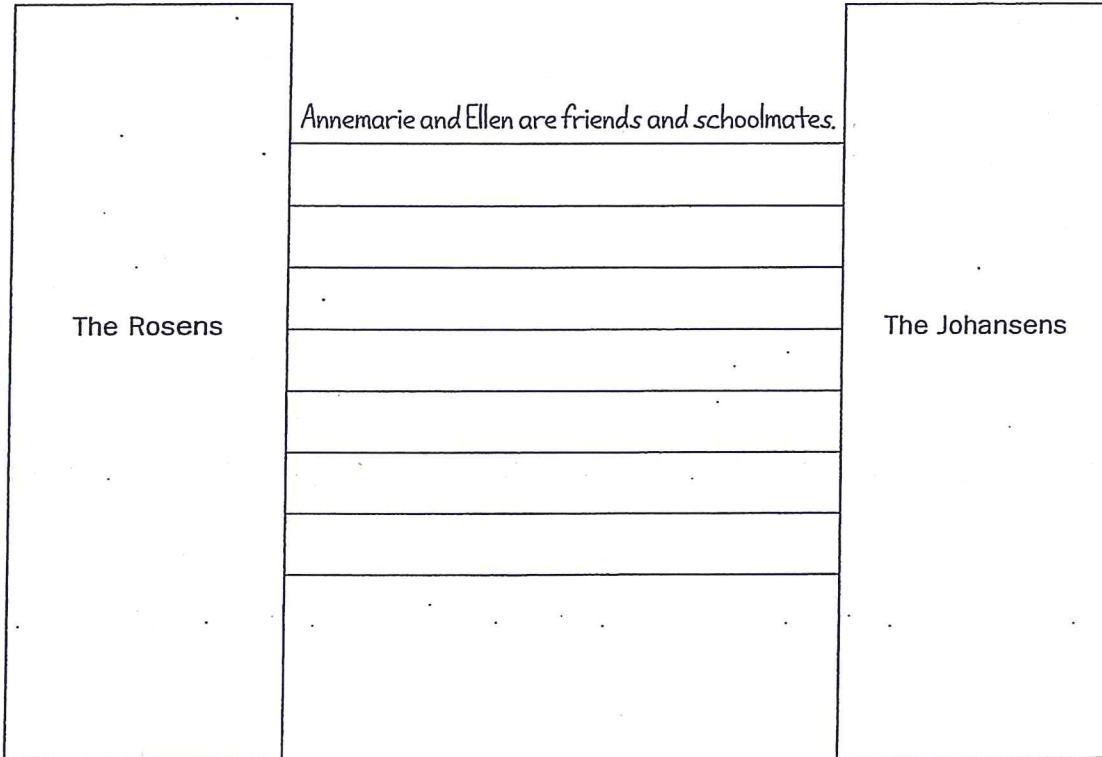 Annemarie and Ellen are friends and schoolmates.
The Rosens
The Johansens